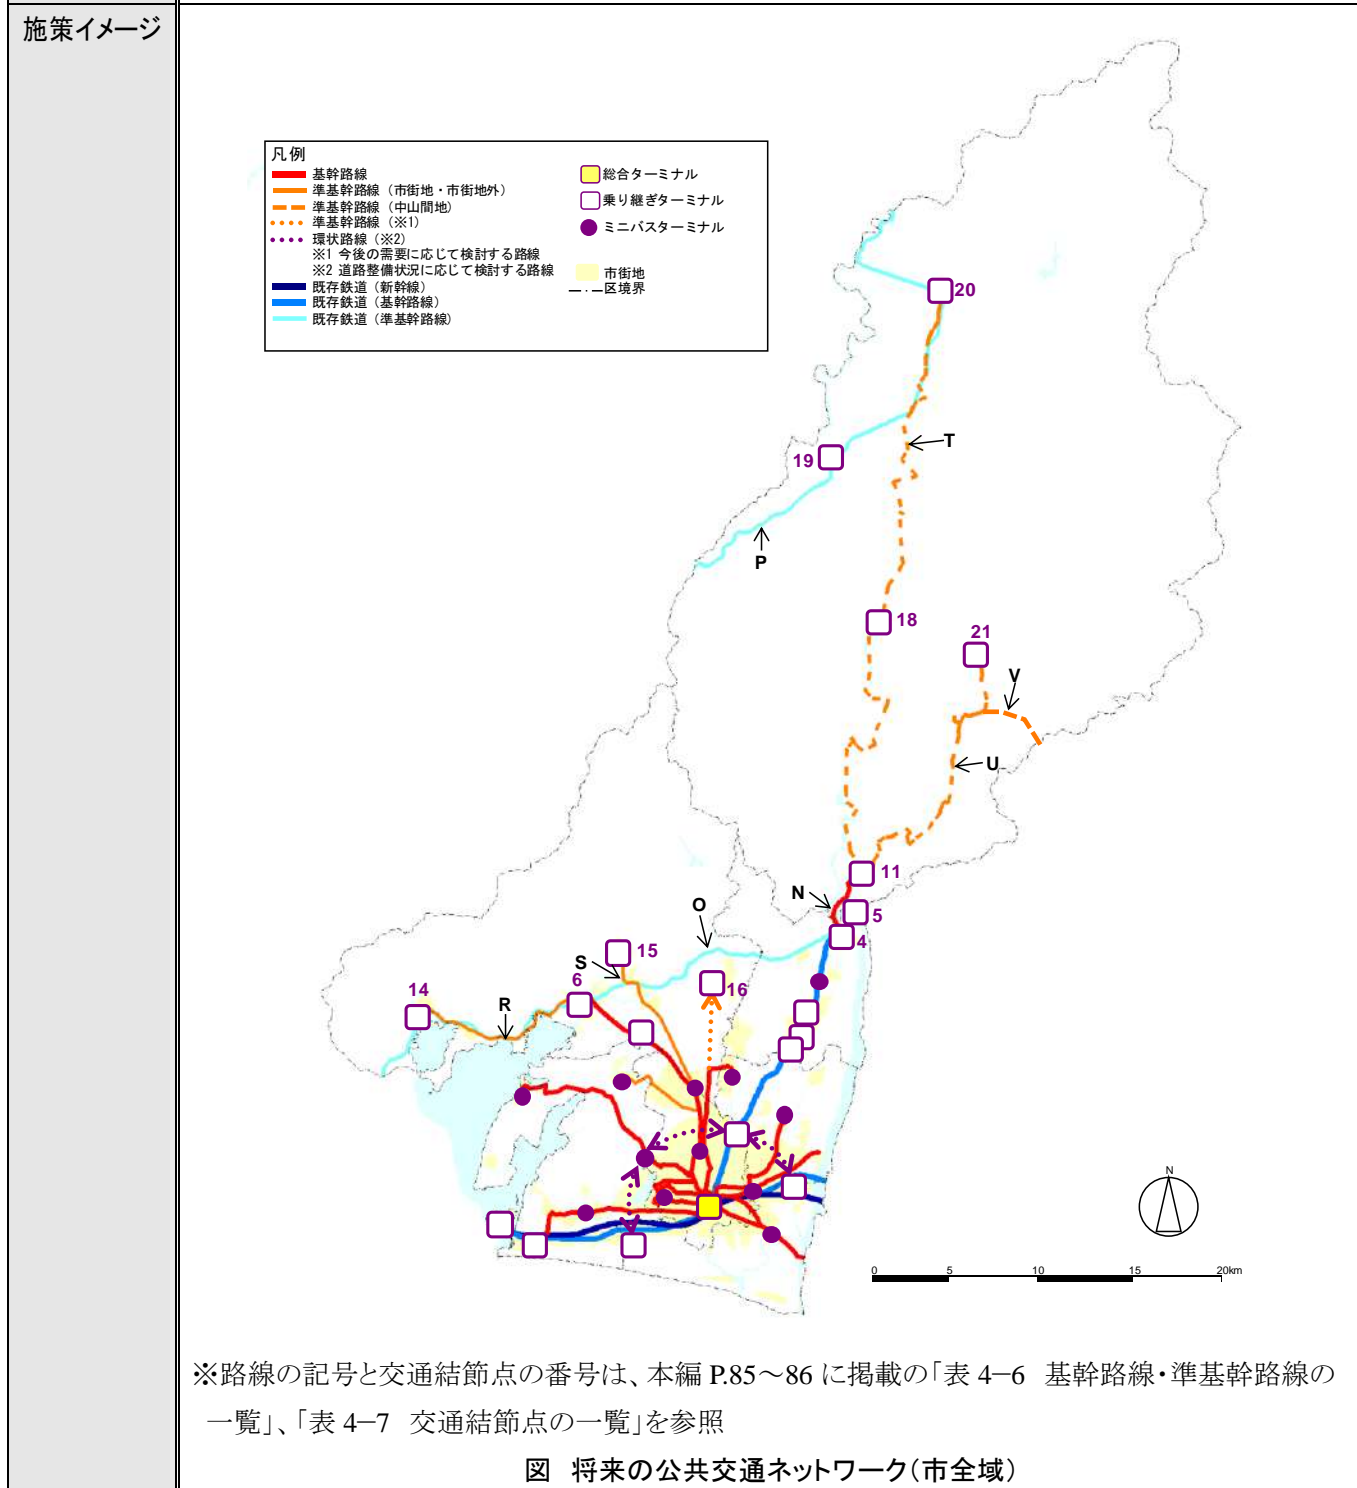 施策イメージ
凡例
基幹路線
準基幹路線（市街地・市街地外）
準基幹路線（中山間地）
準基幹路線（※1）
環状路線（※2）
※1 今後の需要に応じて検討する路線
※2 道路整備状況に応じて検討する路線
既存鉄道（新幹線）
既存鉄道（基幹路線）
既存鉄道（準基幹路線）
総合ターミナル
乗り継ぎターミナル
ミニバスターミナル
市街地
区境界
20
T
19
P
18
21
V
U
11
N
5
O
4
15
S
6
16
14
R
N
0 5 10 15 20km
※路線の記号と交通結節点の番号は、本編 P.85～86 に掲載の「表 4－6 基幹路線・準基幹路線の
一覧」、「表 4－7 交通結節点の一覧」を参照
図 将来の公共交通ネットワーク（市全域）